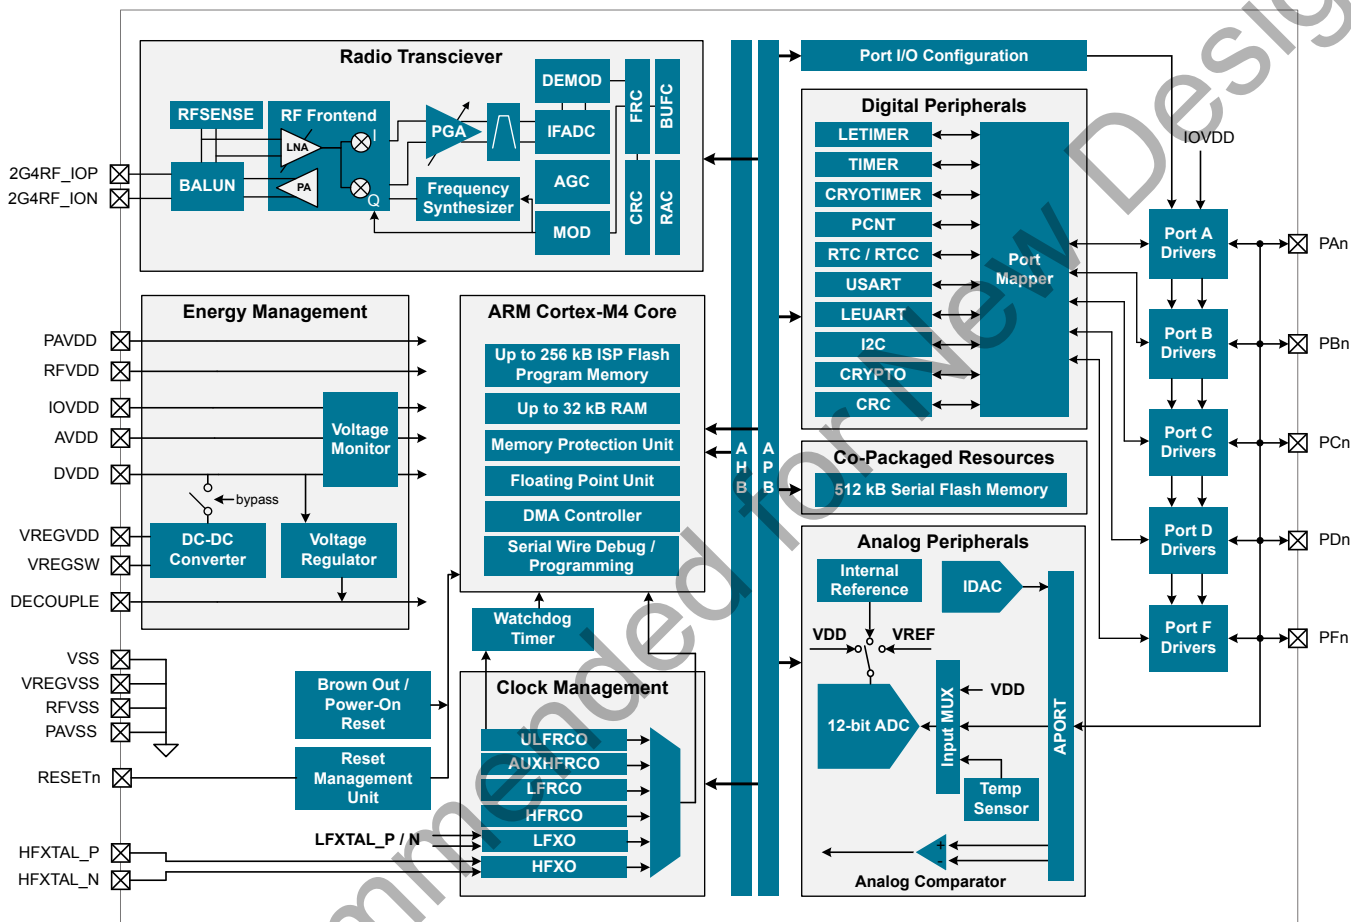 Radio Transciever
RFSENSE
RF Frontend
LNA
I
PA
Q
BALUN
PGA
DEMOD
IFADC
AGC
MOD
Frequency
Synthesizer
FRC
BUFC
CRC
RAC
2G4RF_IOP
2G4RF_ION
Energy Management
PAVDD
RFVDD
IOVDD
AVDD
DVDD
VREGVDD
VREGSW
DECOUPLE
Voltage
Monitor
bypass
DC-DC
Converter
Voltage
Regulator
VSS
VREGVSS
RFVSS
PAVSS
RESETn
HFXTAL_P
HFXTAL_N
Brown Out /
Power-On
Reset
Reset
Management
Unit
LFXTAL_P / N
ARM Cortex-M4 Core
Up to 256 kB ISP Flash
Program Memory
Up to 32 kB RAM
Memory Protection Unit
Floating Point Unit
DMA Controller
Serial Wire Debug /
Programming
Watchdog
Timer
Clock Management
ULFRCO
AUXHFRCO
LFRCO
HFRCO
LFXO
HFXO
AHB
APB
Port I/O Configuration
Digital Peripherals
LETIMER
TIMER
CRYOTIMER
PCNT
RTC / RTCC
USART
LEUART
I2C
CRYPTO
CRC
Port
Mapper
Co-Packaged Resources
512 kB Serial Flash Memory
Analog Peripherals
Internal
Reference
IDAC
VDD
VREF
12-bit ADC
Input MUX
VDD
Temp
Sensor
APORT
+
-
Analog Comparator
IOVDD
Port A
Drivers
Port B
Drivers
Port C
Drivers
Port D
Drivers
Port F
Drivers
PAn
PBn
PCn
PDn
PFn
mmended for New Desig